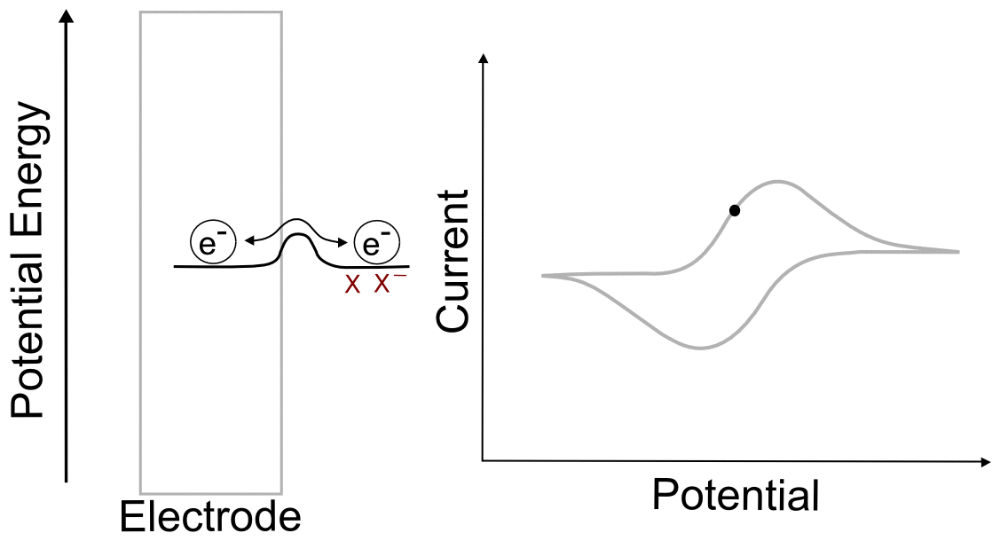 Potential Energy
e⁻
e⁻
X X⁻
Electrode
Current
Potential